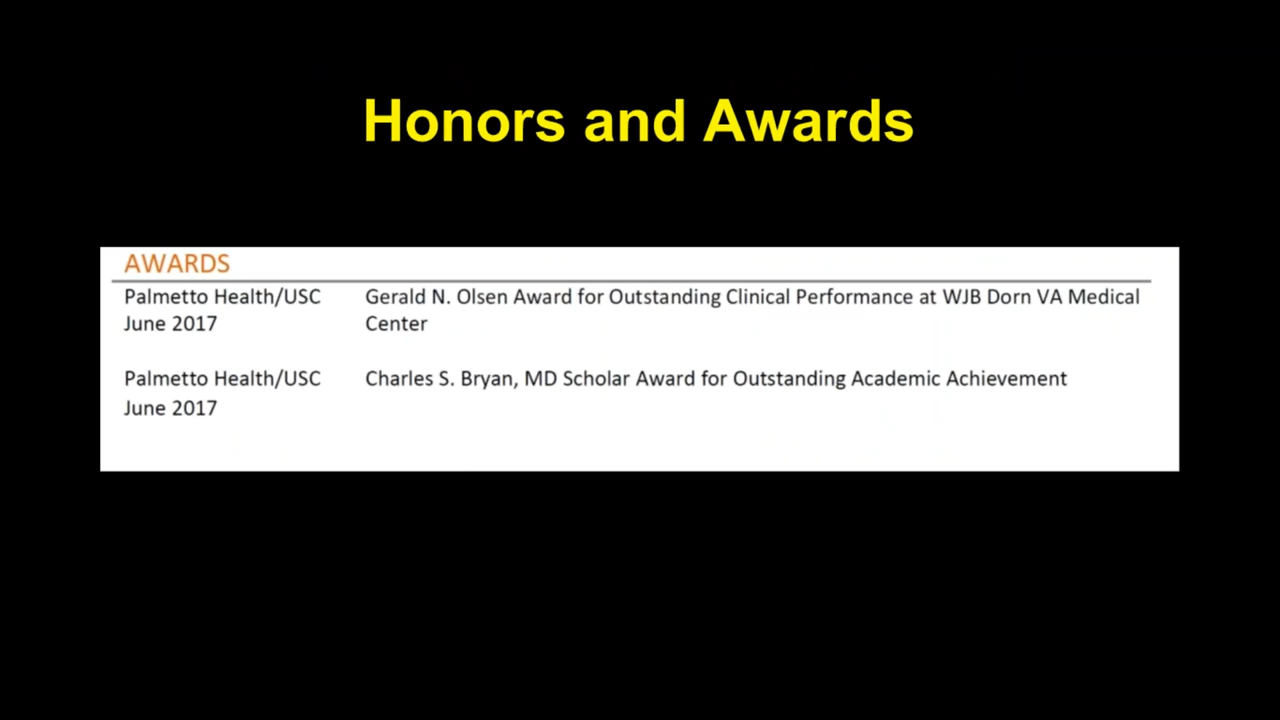 Honors and Awards
AWARDS
Palmetto Health/USC Gerald N. Olsen Award for Outstanding Clinical Performance at WJB Dorn VA Medical
June 2017 Center
Palmetto Health/USC Charles S. Bryan, MD Scholar Award for Outstanding Academic Achievement
June 2017